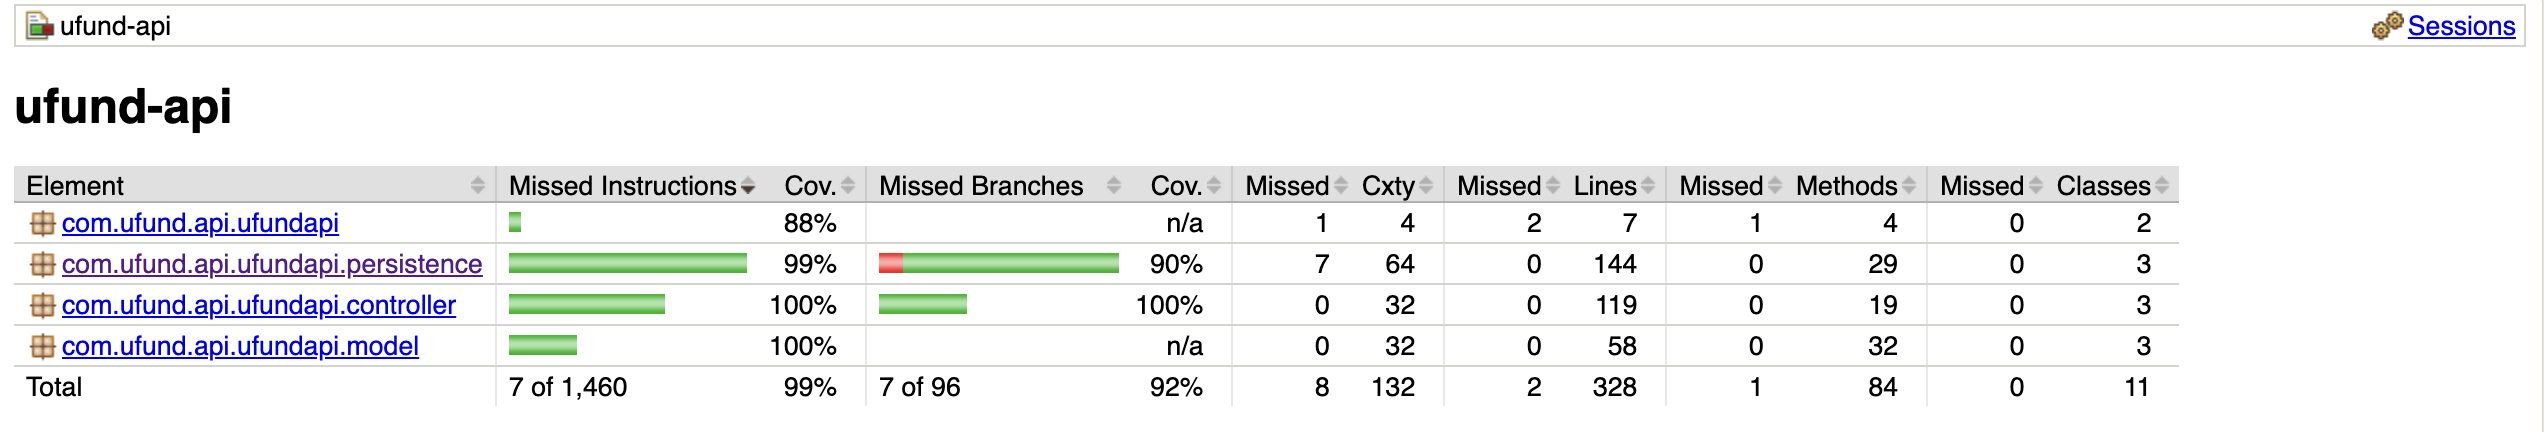 ufund-api Sessions
ufund-api
Element Missed Instructions Cov. Missed Branches Cov. Missed Cxty Missed Lines Missed Methods Missed Classes
com.ufund.api.ufundapi 88% n/a 1 4 2 7 1 4 0 2
com.ufund.api.ufundapi.persistence 99% 90% 7 64 0 144 0 29 0 3
com.ufund.api.ufundapi.controller 100% 100% 0 32 0 119 0 19 0 3
com.ufund.api.ufundapi.model 100% n/a 0 32 0 58 0 32 0 3
Total 7 of 1,460 99% 7 of 96 92% 8 132 2 328 1 84 0 11